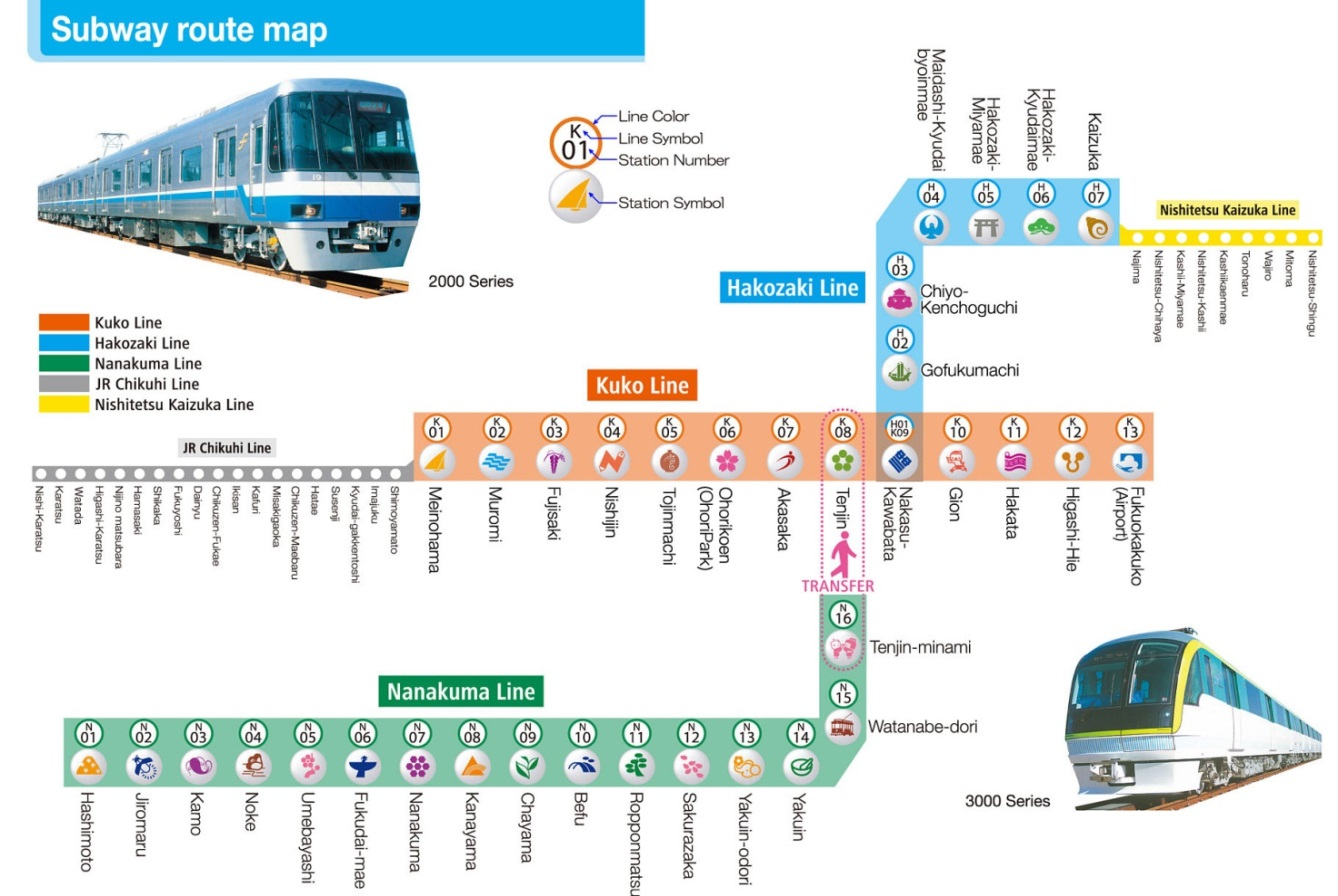 Subway route map
Line Color
K
01
Line Symbol
Station Number
Station Symbol
2000 Series
Kuko Line
Hakozaki Line
Nanakuma Line
JR Chikuhi Line
Nishitetsu Kaizuka Line
Maidashi-Kyudai
byoinmae
Hakozaki-
Miyamae
Hakozaki-
Kyudaimae
Kaizuka
H
04
H
05
H
06
H
07
Nishitetsu Kaizuka Line
Najima
Nishitetsu-Chihaya
Kashii-Miyamae
Nishitetsu-Kashii
Kashiikaenmae
Tonoharu
Wajiro
Mitoma
Nishitetsu-Shingu
Hakozaki Line
H
03
Chiyo-
Kenchoguchi
H
02
Gofukumachi
Kuko Line
K
01
K
02
K
03
K
04
K
05
K
06
K
07
K
08
H01
K09
K
10
K
11
K
12
K
13
Meinohama
Muromi
Fujisaki
Nishijin
Tojinmachi
Ohorikoen
(OhoriPark)
Akasaka
Tenjin
Nakasu-
Kawabata
Gion
Hakata
Higashi-Hie
Fukuokakuko
(Airport)
JR Chikuhi Line
Nishi-Karatsu
Karatsu
Watada
Higashi-Karatsu
Nijino matsubara
Hamasaki
Shikaka
Fukuyoshi
Dainyu
Chikuzen-Fukae
Ikisan
Kafuri
Misakigaoka
Chikuzen-Maebaru
Hatae
Susenji
Kyudai-gakkentoshi
Imajuku
Shimoyamato
TRANSFER
N
16
Tenjin-minami
N
15
Watanabe-dori
Nanakuma Line
N
01
N
02
N
03
N
04
N
05
N
06
N
07
N
08
N
09
N
10
N
11
N
12
N
13
N
14
Hashimoto
Jiromaru
Kamo
Noke
Umebayashi
Fukudai-mae
Nanakuma
Kanayama
Chayama
Befu
Ropponmatsu
Sakurazaka
Yakuin-odori
Yakuin
3000 Series